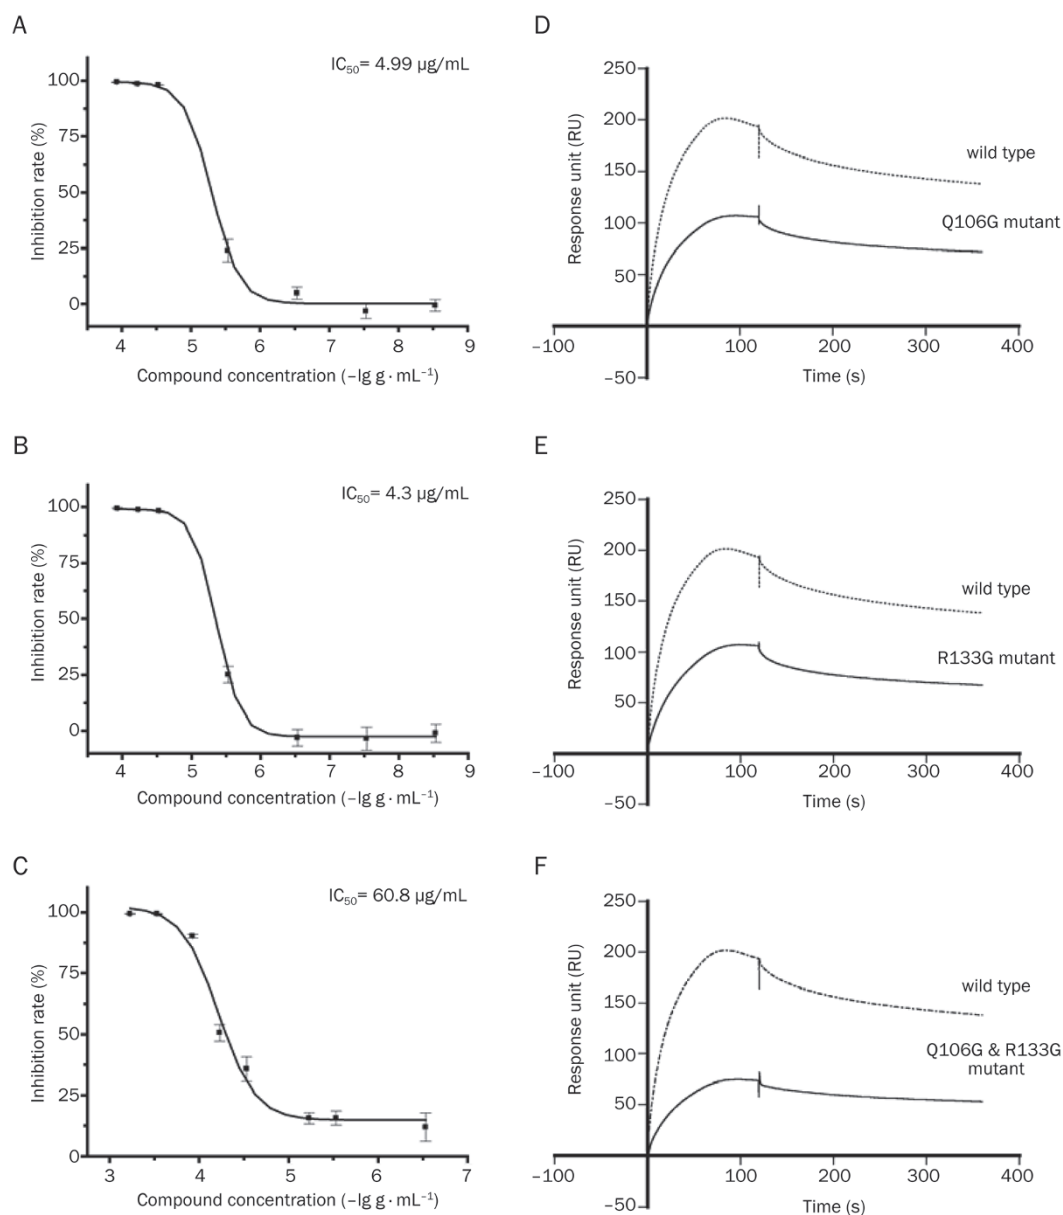 A
IC₅₀ = 4.99 µg/mL
Inhibition rate (%)
100
75
50
25
0
4 5 6 7 8 9
Compound concentration (−lg g · mL⁻¹)
B
IC₅₀= 4.3 µg/mL
Inhibition rate (%)
100
75
50
25
0
4 5 6 7 8 9
Compound concentration (−lg g · mL⁻¹)
C
IC₅₀= 60.8 µg/mL
Inhibition rate (%)
100
75
50
25
0
3 4 5 6 7
Compound concentration (−lg g · mL⁻¹)
D
Response unit (RU)
250
200
150
100
50
−50
wild type
Q106G mutant
−100 100 200 300 400
Time (s)
E
Response unit (RU)
250
200
150
100
50
−50
wild type
R133G mutant
−100 100 200 300 400
Time (s)
F
Response unit (RU)
250
200
150
100
50
−50
wild type
Q106G & R133G
mutant
−100 100 200 300 400
Time (s)